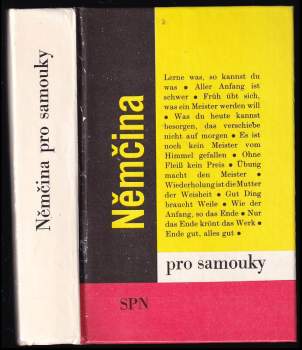 Němčina pro samouky
Němčina
Lerne was, so kannst du
was • Aller Anfang ist
schwer • Früh übt sich,
was ein Meister werden will
• Was du heute kannst
besorgen, das verschiebe
nicht auf morgen • Es ist
noch kein Meister vom
Himmel gefallen • Ohne
Fleiß kein Preis • Übung
macht den Meister •
Wiederholung ist die Mutter
der Weisheit • Gut Ding
braucht Weile • Wie der
Anfang, so das Ende • Nur
das Ende krönt das Werk •
Ende gut, alles gut •
pro samouky
SPN